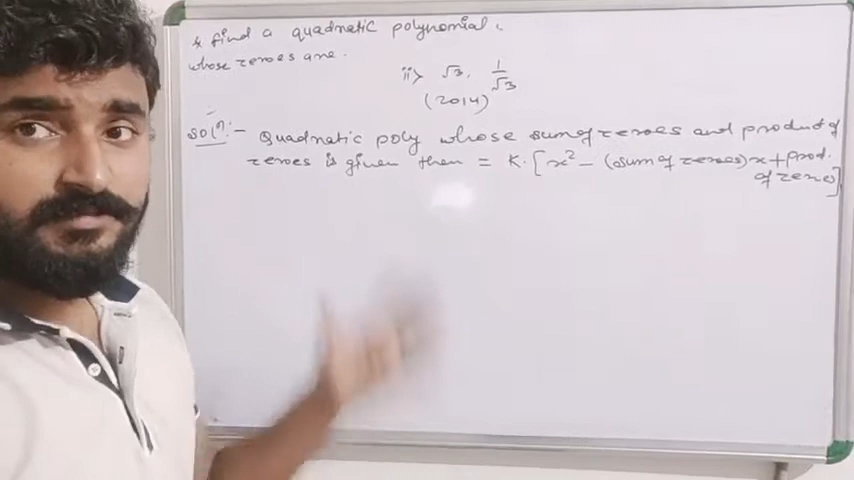 & find a quadratic polynomial.
whose zeroes are.
ii> √3, 1/√3
(2014)
solⁿ:- Quadratic poly whose sum of zeroes and product of
zeroes is given then = K.[x² - (sum of zeroes)x + prod.
of zeroes]